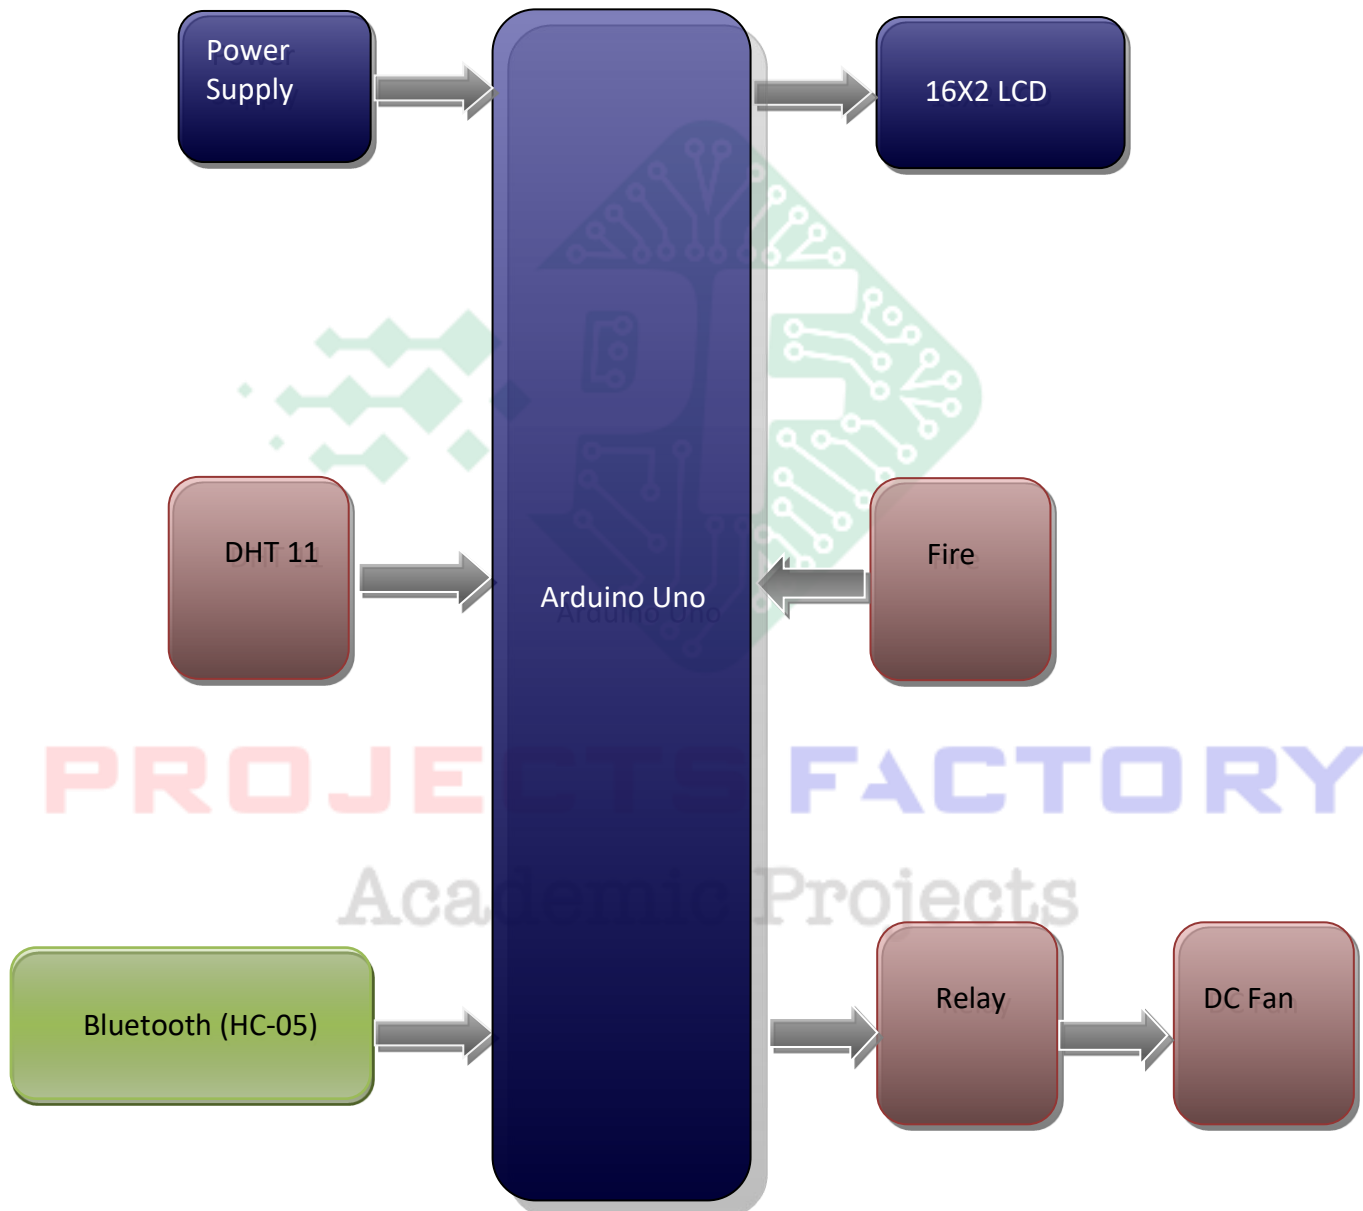 Power
Supply
16X2 LCD
DHT 11
Fire
Arduino Uno
PROJECTS FACTORY
Academic Projects
Bluetooth (HC-05)
Relay
DC Fan